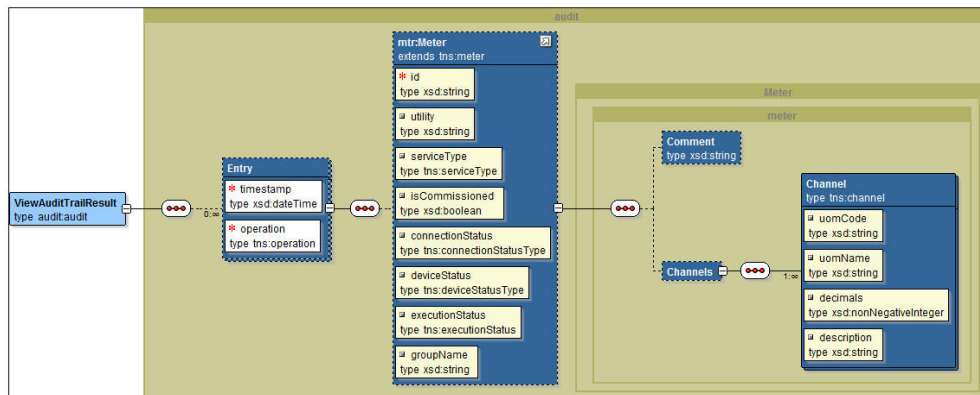 audit
mtr:Meter
extends tns:meter
* id
type xsd:string
utility
type xsd:string
serviceType
type tns:serviceType
isCommissioned
type xsd:boolean
connectionStatus
type tns:connectionStatusType
deviceStatus
type tns:deviceStatusType
executionStatus
type tns:executionStatus
groupName
type xsd:string
ViewAuditTrailResult
type audit:audit
0:∞
Entry
* timestamp
type xsd:dateTime
* operation
type tns:operation
Meter
meter
Comment
type xsd:string
Channels
1:∞
Channel
type tns:channel
uomCode
type xsd:string
uomName
type xsd:string
decimals
type xsd:nonNegativeInteger
description
type xsd:string